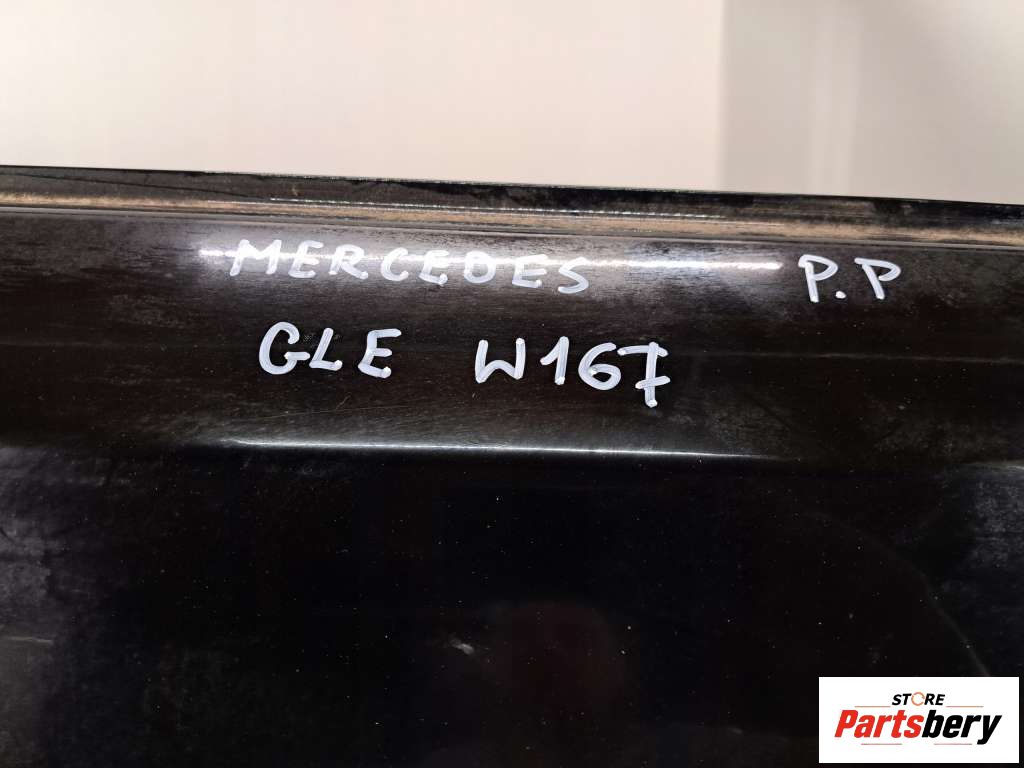 MERCEDES P.P
GLE W167
STORE
Partsbery